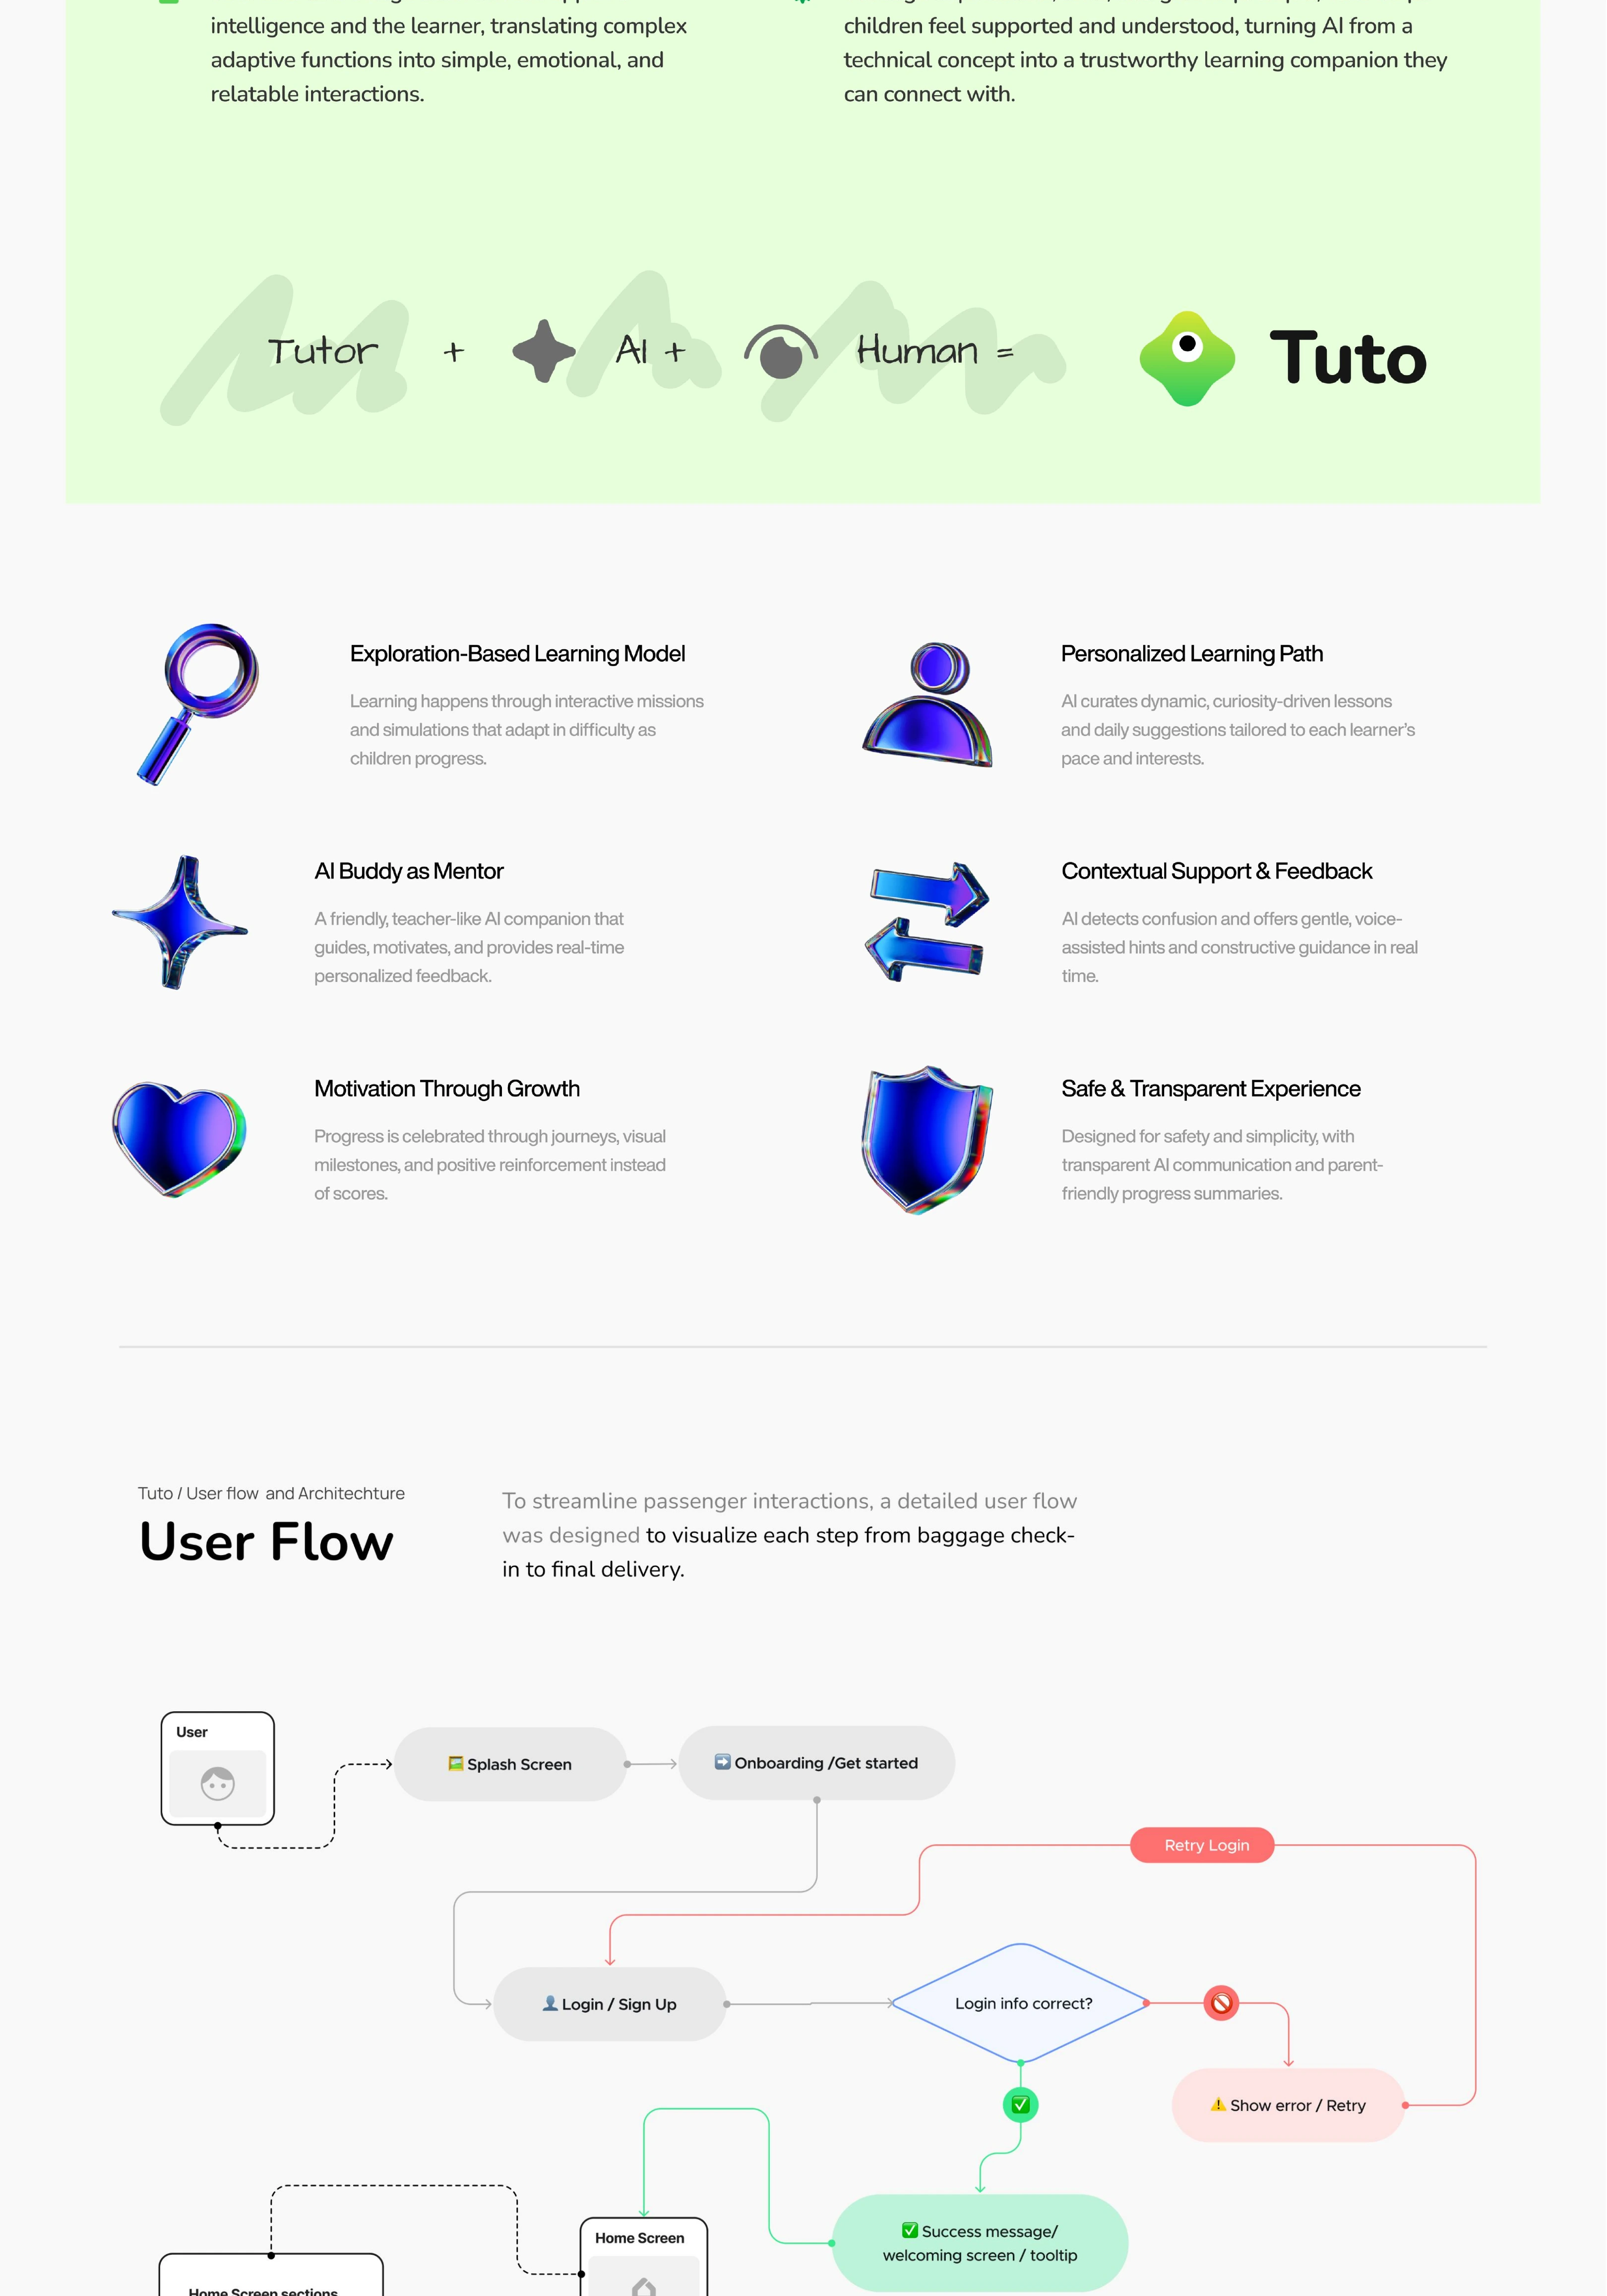 intelligence and the learner, translating complex
adaptive functions into simple, emotional, and
relatable interactions.
children feel supported and understood, turning AI from a
technical concept into a trustworthy learning companion they
can connect with.
Tutor + AI + Human = Tuto
Exploration-Based Learning Model
Learning happens through interactive missions
and simulations that adapt in difficulty as
children progress.
Personalized Learning Path
AI curates dynamic, curiosity-driven lessons
and daily suggestions tailored to each learner's
pace and interests.
AI Buddy as Mentor
A friendly, teacher-like AI companion that
guides, motivates, and provides real-time
personalized feedback.
Contextual Support & Feedback
AI detects confusion and offers gentle, voice-
assisted hints and constructive guidance in real
time.
Motivation Through Growth
Progress is celebrated through journeys, visual
milestones, and positive reinforcement instead
of scores.
Safe & Transparent Experience
Designed for safety and simplicity, with
transparent AI communication and parent-
friendly progress summaries.
Tuto / User flow and Architechture
User Flow
To streamline passenger interactions, a detailed user flow
was designed to visualize each step from baggage check-
in to final delivery.
User
Splash Screen
Onboarding /Get started
Retry Login
Login / Sign Up
Login info correct?
Show error / Retry
Success message/
welcoming screen / tooltip
Home Screen
Home Screen sections